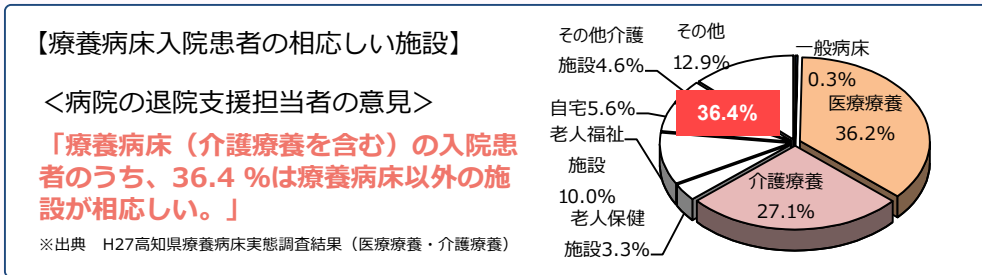 【療養病床入院患者の相応しい施設】
＜病院の退院支援担当者の意見＞
「療養病床（介護療養を含む）の入院患
者のうち、36.4 %は療養病床以外の施
設が相応しい。」
※出典　H27高知県療養病床実態調査結果（医療療養・介護療養）
その他介護
施設4.6%
その他
12.9%
一般病床
0.3%
医療療養
36.2%
自宅5.6%
36.4%
老人福祉
施設
10.0%
介護療養
27.1%
老人保健
施設3.3%